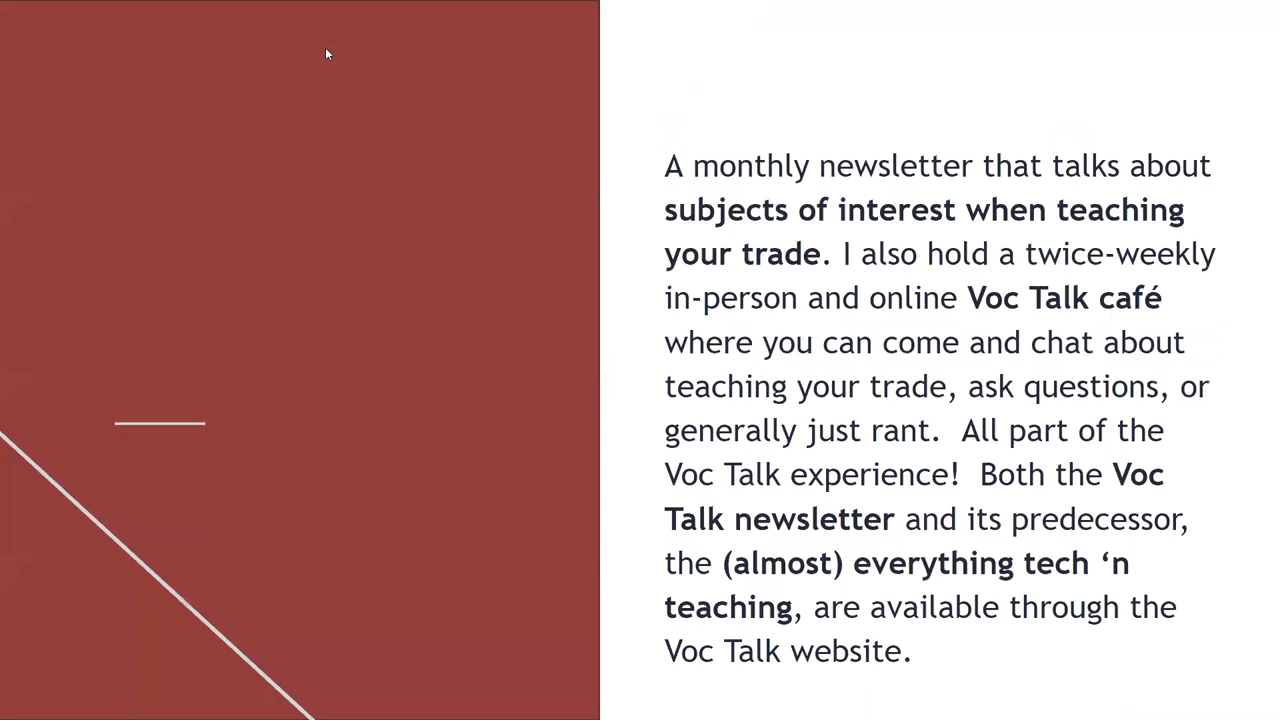 A monthly newsletter that talks about
subjects of interest when teaching
your trade. I also hold a twice-weekly
in-person and online Voc Talk café
where you can come and chat about
teaching your trade, ask questions, or
generally just rant.  All part of the
Voc Talk experience!  Both the Voc
Talk newsletter and its predecessor,
the (almost) everything tech ‘n
teaching, are available through the
Voc Talk website.